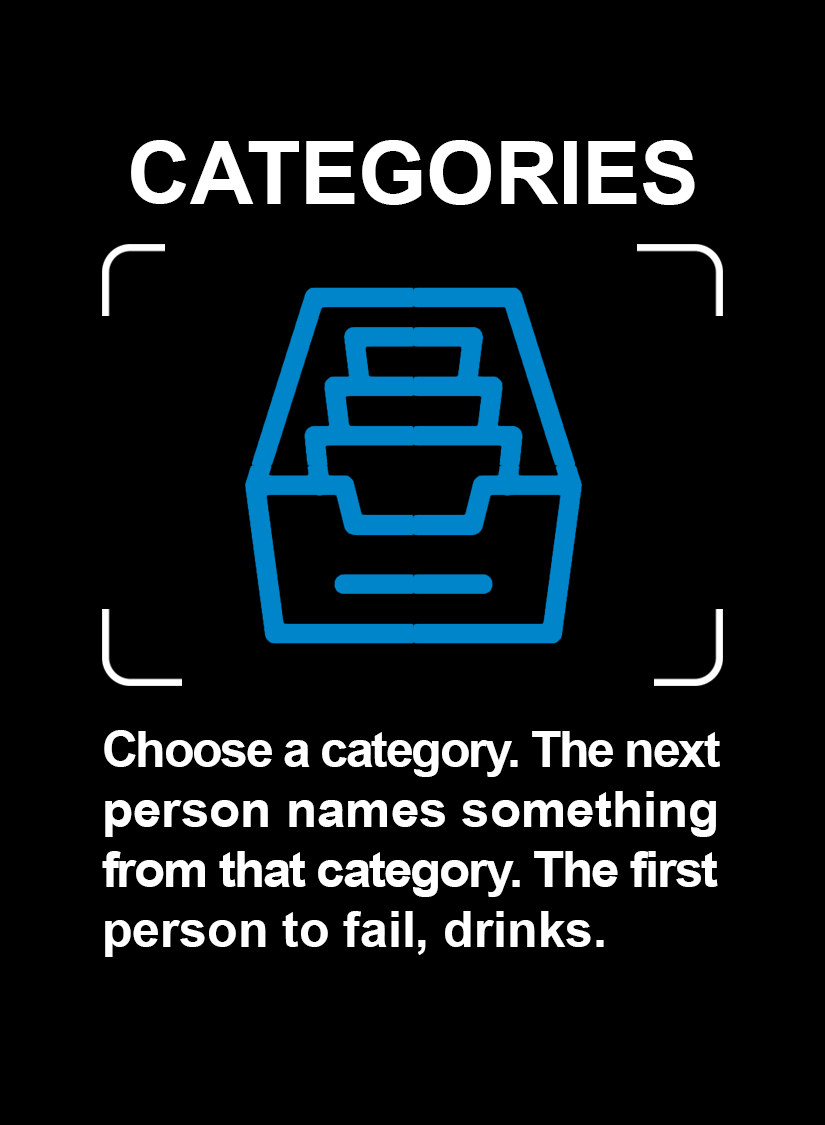 CATEGORIES
Choose a category. The next
person names something
from that category. The first
person to fail, drinks.